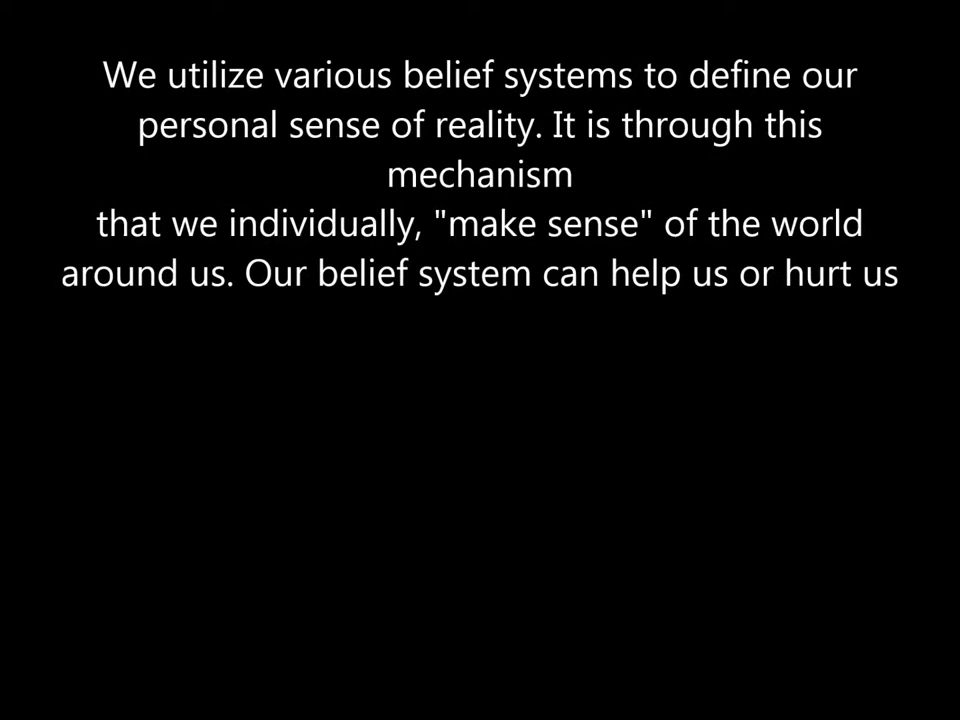 We utilize various belief systems to define our
personal sense of reality. It is through this
mechanism
that we individually, "make sense" of the world
around us. Our belief system can help us or hurt us